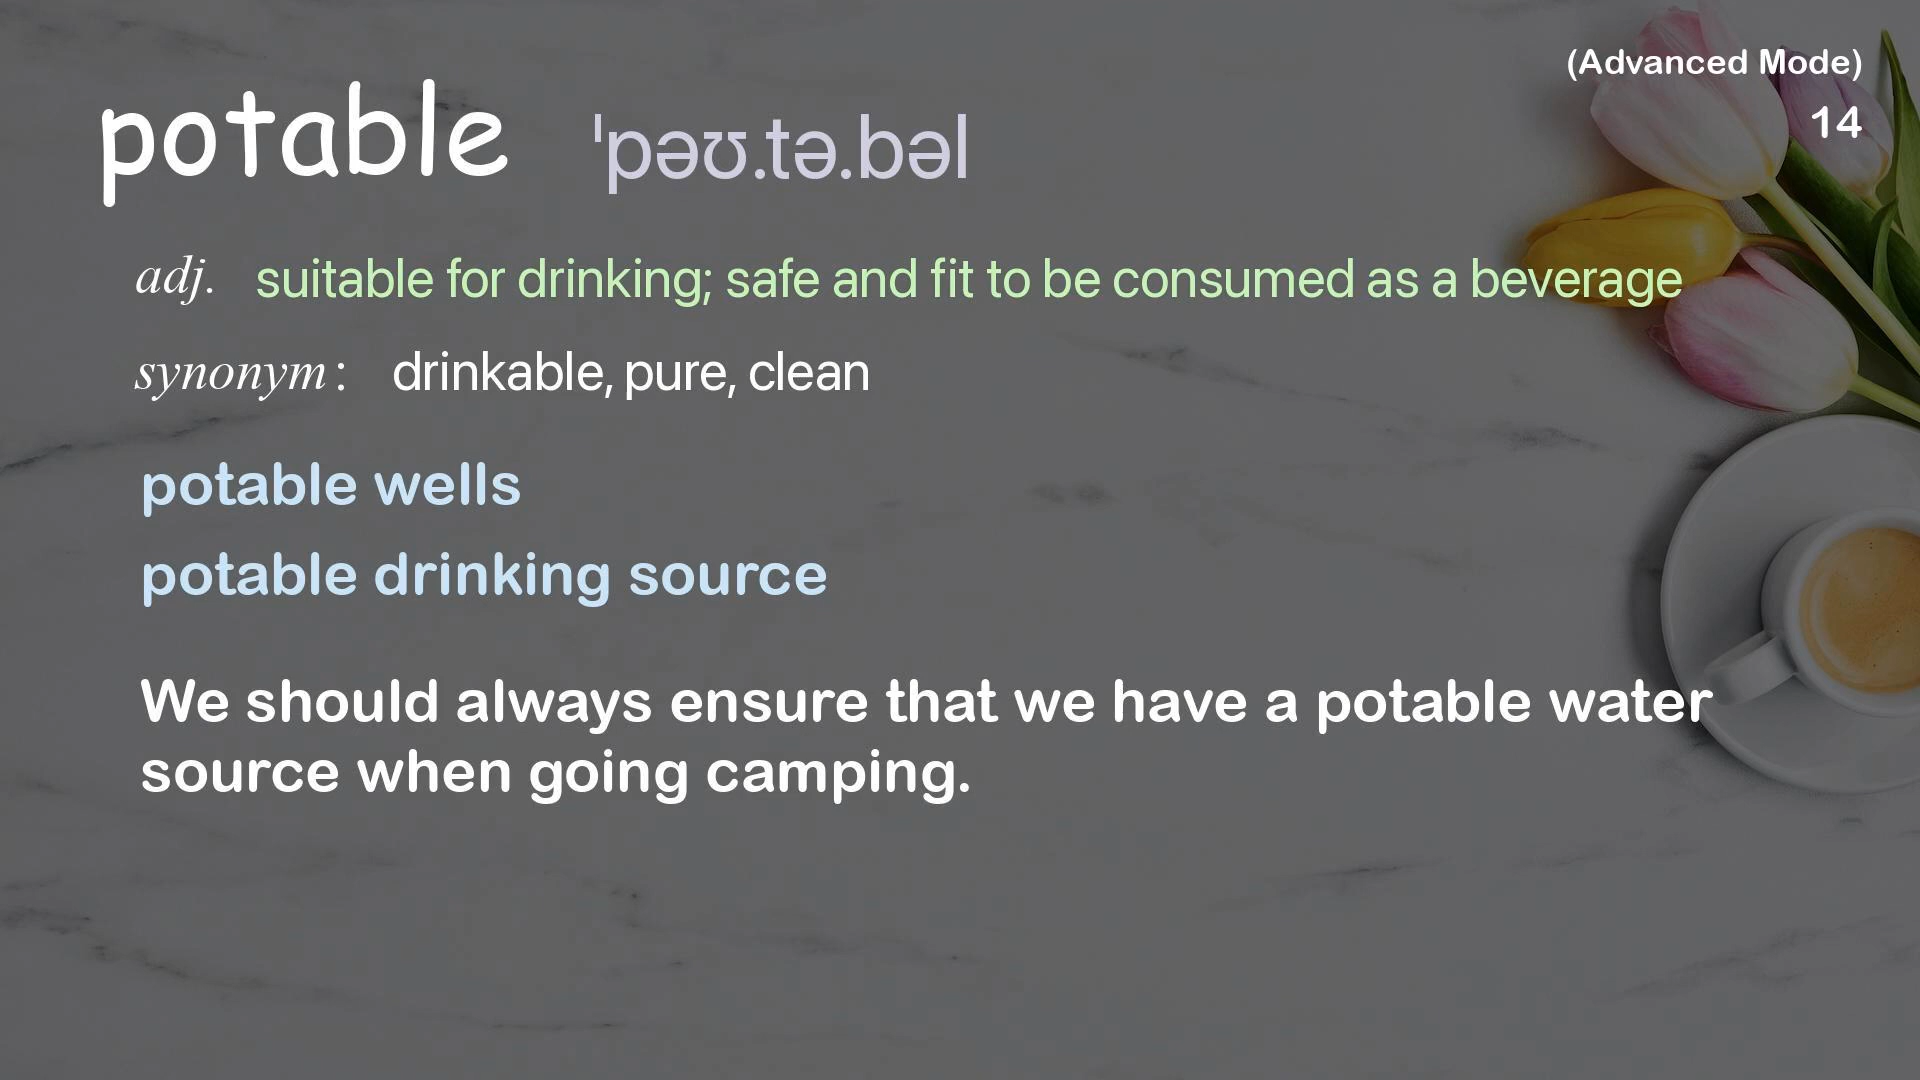 (Advanced Mode)
14
potable ˈpəʊ.tə.bəl
adj. suitable for drinking; safe and fit to be consumed as a beverage
synonym: drinkable, pure, clean
potable wells
potable drinking source
We should always ensure that we have a potable water
source when going camping.